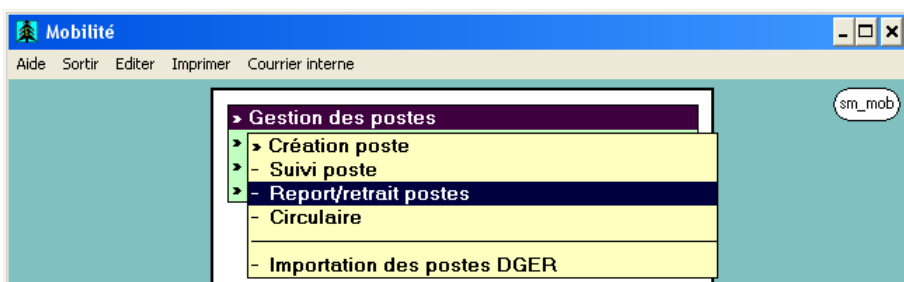 Mobilité
Aide Sortir Editer Imprimer Courrier interne
sm_mob
» Gestion des postes
» Création poste
- Suivi poste
- Report/retrait postes
- Circulaire
- Importation des postes DGER